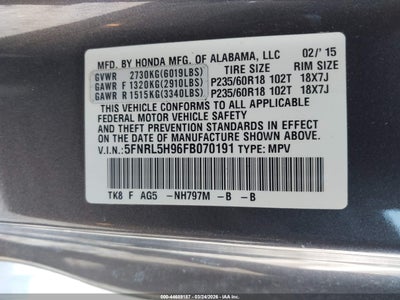 MFD. BY HONDA MFG. OF ALABAMA, LLC 02/'15
GVWR 2730KG(6019LBS) TIRE SIZE RIM SIZE
GAWR F 1320KG(2910LBS) P235/60R18 102T 18X7J
GAWR R 1515KG(3340LBS) P235/60R18 102T 18X7J
THIS VEHICLE CONFORMS TO ALL APPLICABLE
FEDERAL MOTOR VEHICLE SAFETY
AND THEFT PREVENTION STANDARDS IN EFFECT
ON THE DATE OF MANUFACTURE SHOWN ABOVE.
V.I.N.: 5FNRL5H96FB070191 TYPE: MPV
TK8 F AG5 -NH797M -B -B
000-44689187 - 03/24/2026 - IAAI.COM